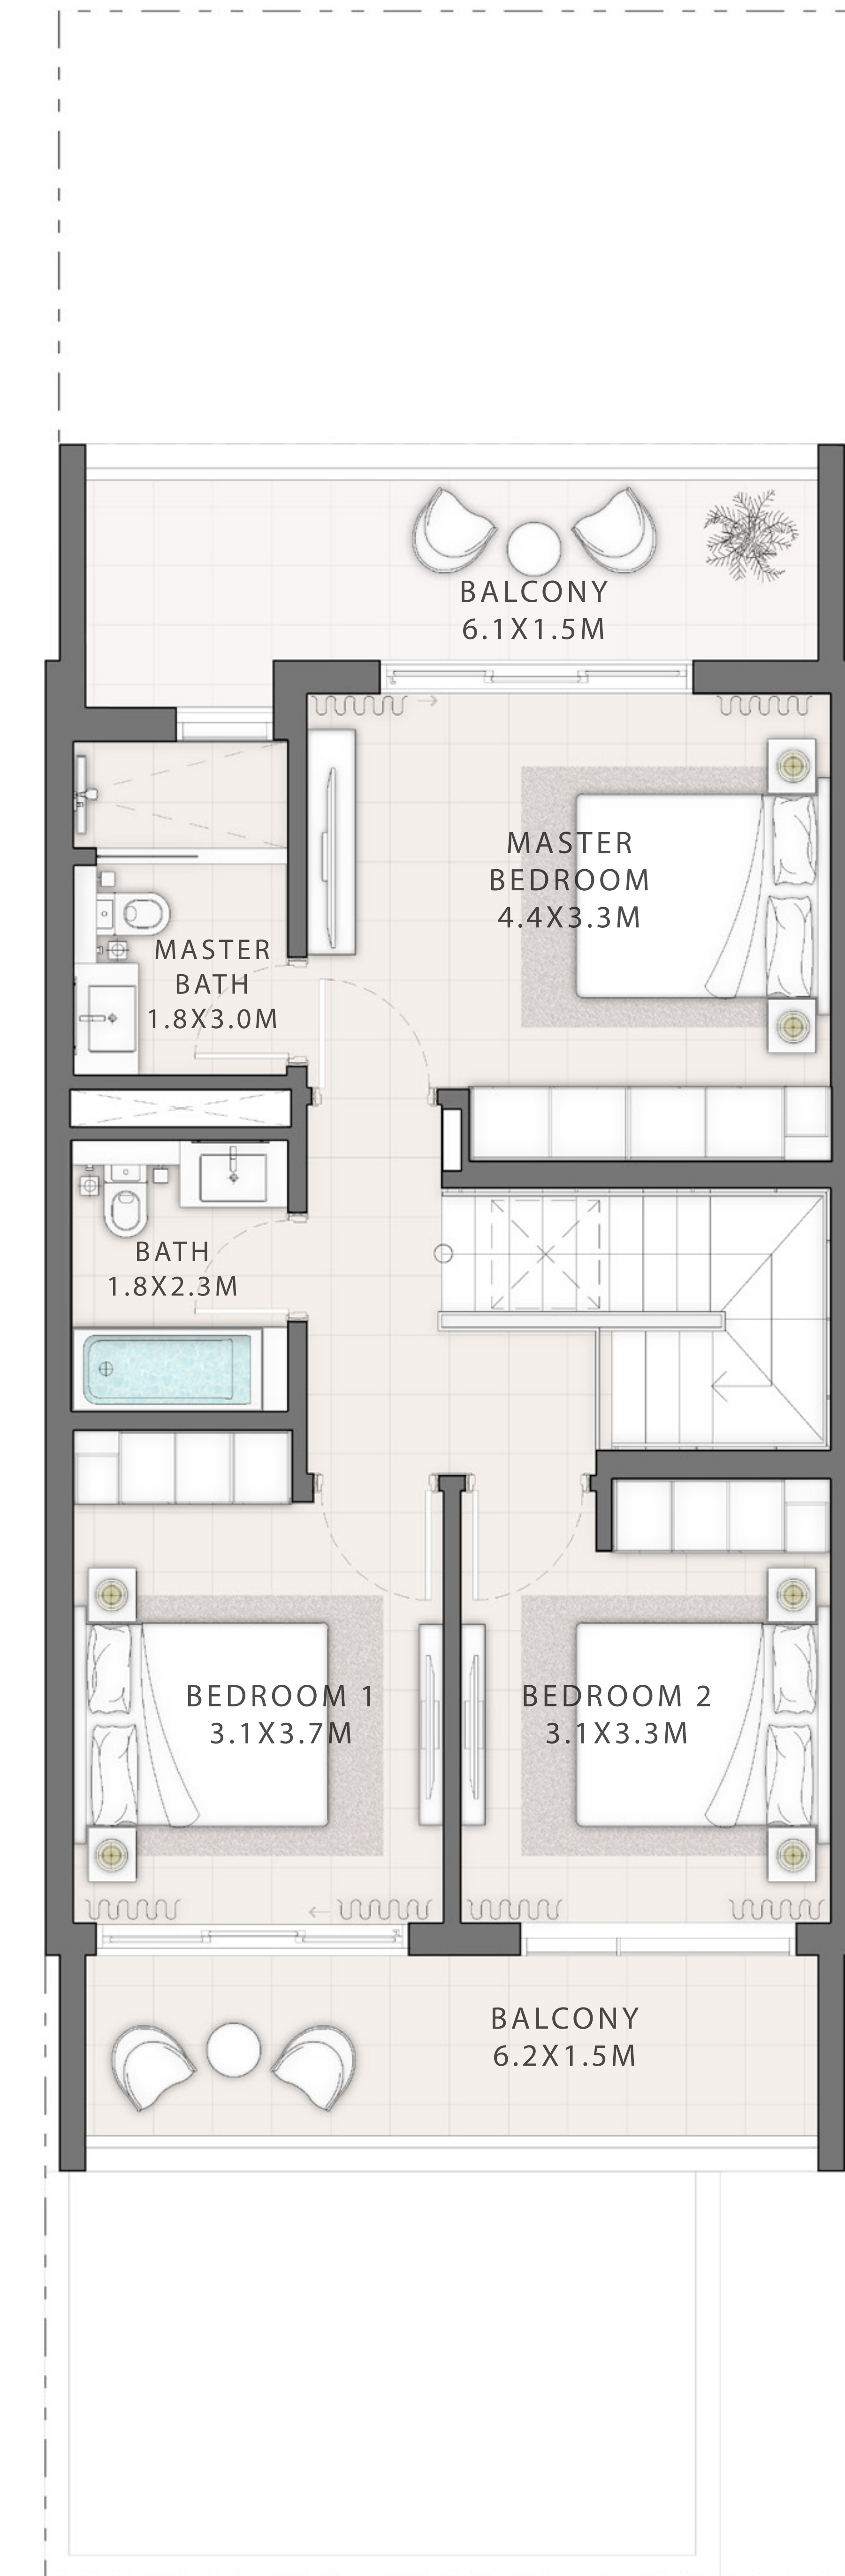 BALCONY
6.1X1.5M
MASTER
BEDROOM
4.4X3.3M
MASTER
BATH
1.8X3.0M
BATH
1.8X2.3M
BEDROOM 1
3.1X3.7M
BEDROOM 2
3.1X3.3M
BALCONY
6.2X1.5M